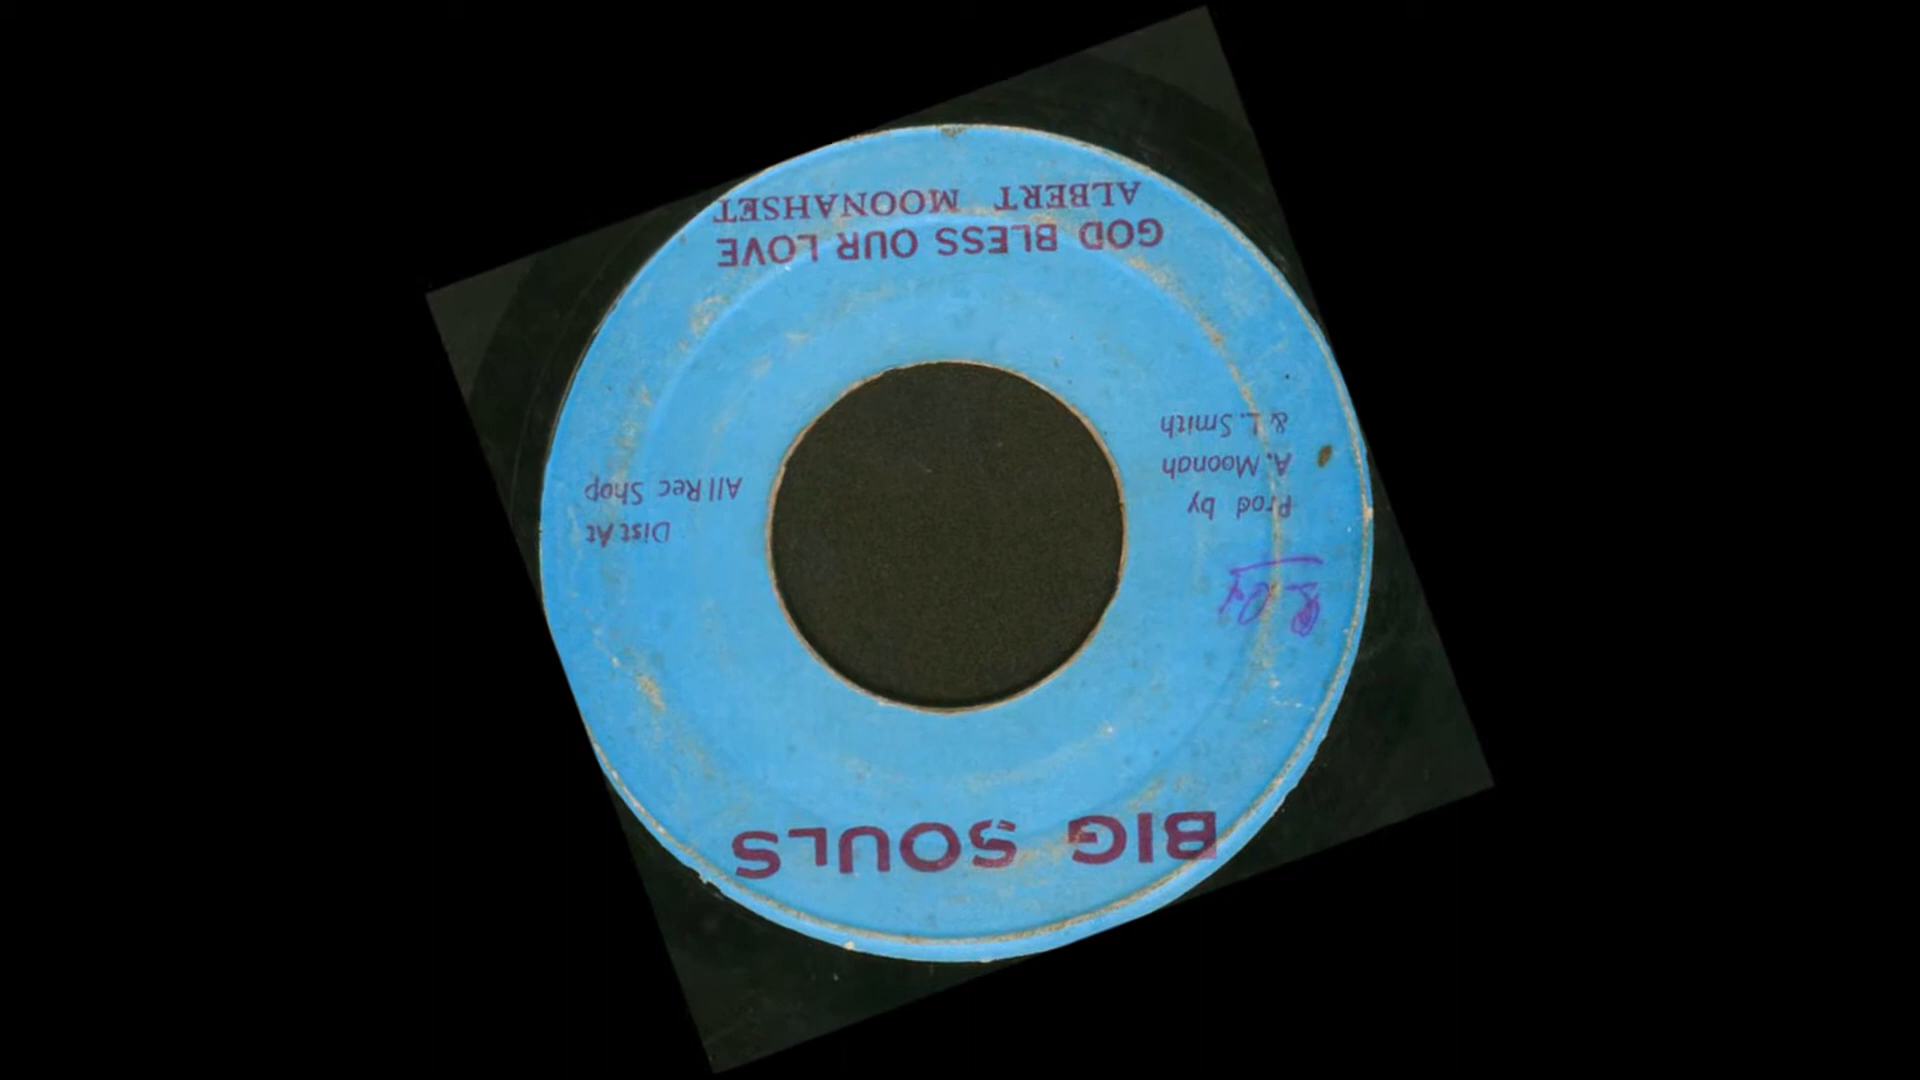 BIG SOULS
Prod by
A. Moonah
& L. Smith
Dist At
All Rec Shop
GOD BLESS OUR LOVE
ALBERT MOONAHSET